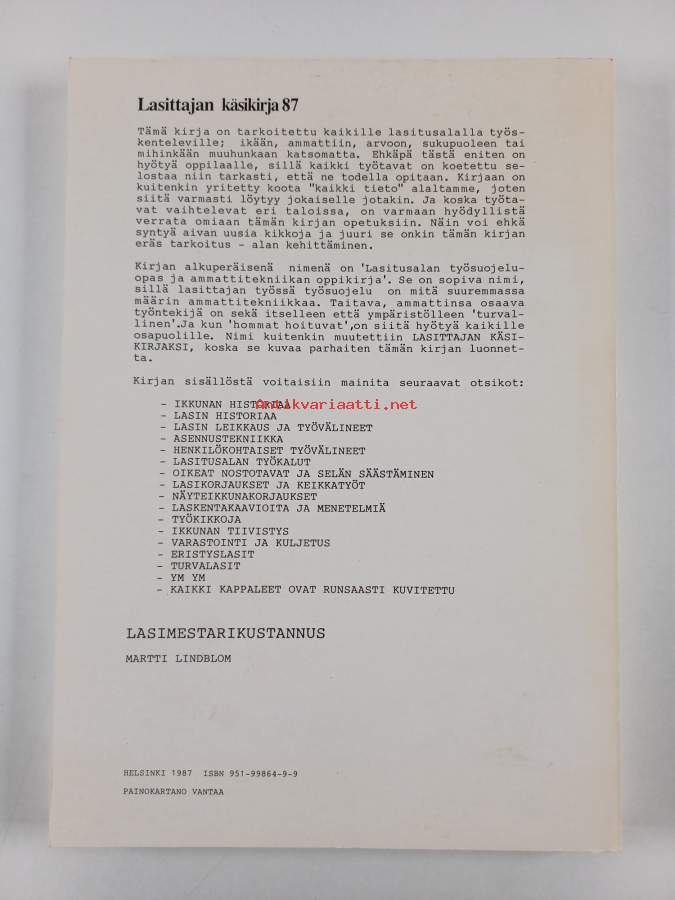 Lasittajan käsikirja 87
Tämä kirja on tarkoitettu kaikille lasitusalalla työs-
kenteleville; ikään, ammattiin, arvoon, sukupuoleen tai
mihinkään muuhunkaan katsomatta. Ehkäpä tästä eniten on
hyötyä oppilaalle, sillä kaikki työtavat on koetettu se-
lostaa niin tarkasti, että ne todella opitaan. Kirjaan on
kuitenkin yritetty koota "kaikki tieto" alaltamme, joten
siitä varmasti löytyy jokaiselle jotakin. Ja koska työta-
vat vaihtelevat eri taloissa, on varmaan hyödyllistä
verrata omiaan tämän kirjan opetuksiin. Näin voi ehkä
syntyä aivan uusia kikkoja ja juuri se onkin tämän kirjan
eräs tarkoitus - alan kehittäminen.
Kirjan alkuperäisenä nimenä on 'Lasitusalan työsuojelu-
opas ja ammattitekniikan oppikirja'. Se on sopiva nimi,
sillä lasittajan työssä työsuojelu on mitä suuremmassa
määrin ammattitekniikkaa. Taitava, ammattinsa osaava
työntekijä on sekä itselleen että ympäristölleen 'turval-
linen'.Ja kun 'hommat hoituvat',on siitä hyötyä kaikille
osapuolille. Nimi kuitenkin muutettiin LASITTAJAN KÄSI-
KIRJAKSI, koska se kuvaa parhaiten tämän kirjan luonnet-
ta.
Kirjan sisällöstä voitaisiin mainita seuraavat otsikot:
- IKKUNAN HISTORIAA
Antikvariaatti.net
- LASIN HISTORIAA
- LASIN LEIKKAUS JA TYÖVÄLINEET
- ASENNUSTEKNIIKKA
- HENKILÖKOHTAISET TYÖVÄLINEET
- LASITUSALAN TYÖKALUT
- OIKEAT NOSTOTAVAT JA SELÄN SÄÄSTÄMINEN
- LASIKORJAUKSET JA KEIKKATYÖT
- NÄYTEIKKUNAKORJAUKSET
- LASKENTAKAAVIOITA JA MENETELMIÄ
- TYÖKIKKOJA
- IKKUNAN TIIVISTYS
- VARASTOINTI JA KULJETUS
- ERISTYSLASIT
- TURVALASIT
- YM YM
- KAIKKI KAPPALEET OVAT RUNSAASTI KUVITETTU
LASIMESTARIKUSTANNUS
MARTTI LINDBLOM
HELSINKI 1987 ISBN 951-99864-9-9
PAINOKARTANO VANTAA